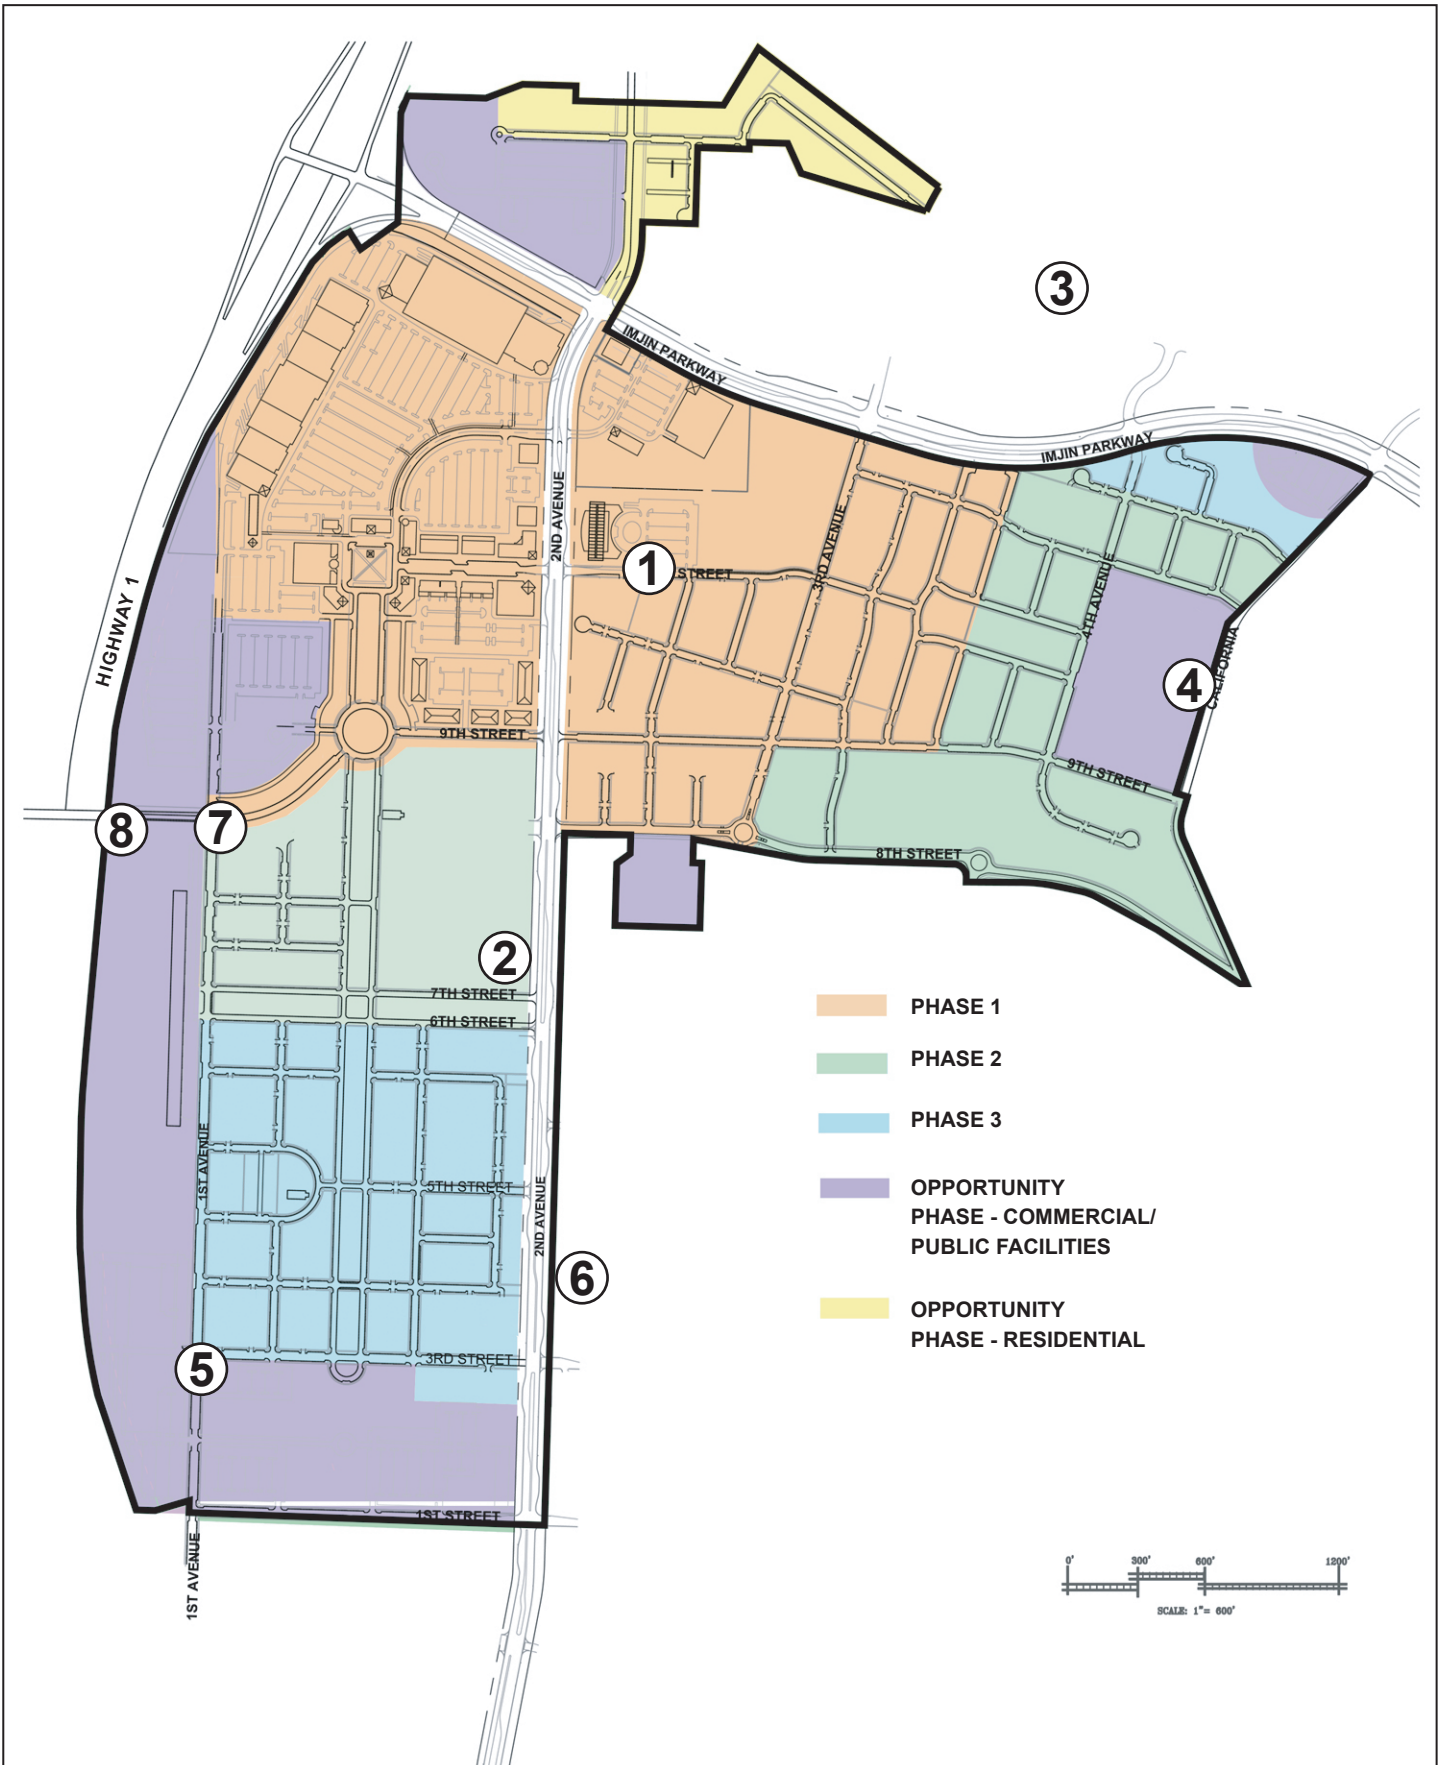 3
IMJIN PARKWAY
IMJIN PARKWAY
2ND AVENUE
3RD AVENUE
1
STREET
4TH AVENUE
HIGHWAY 1
CALIFORNIA
4
9TH STREET
9TH STREET
8
7
8TH STREET
2
7TH STREET
6TH STREET
PHASE 1
PHASE 2
PHASE 3
1ST AVENUE
5TH STREET
2ND AVENUE
OPPORTUNITY
PHASE - COMMERCIAL/
PUBLIC FACILITIES
6
OPPORTUNITY
PHASE - RESIDENTIAL
5
3RD STREET
1ST STREET
1ST AVENUE
0' 300' 600' 1200'
SCALE: 1"= 600'